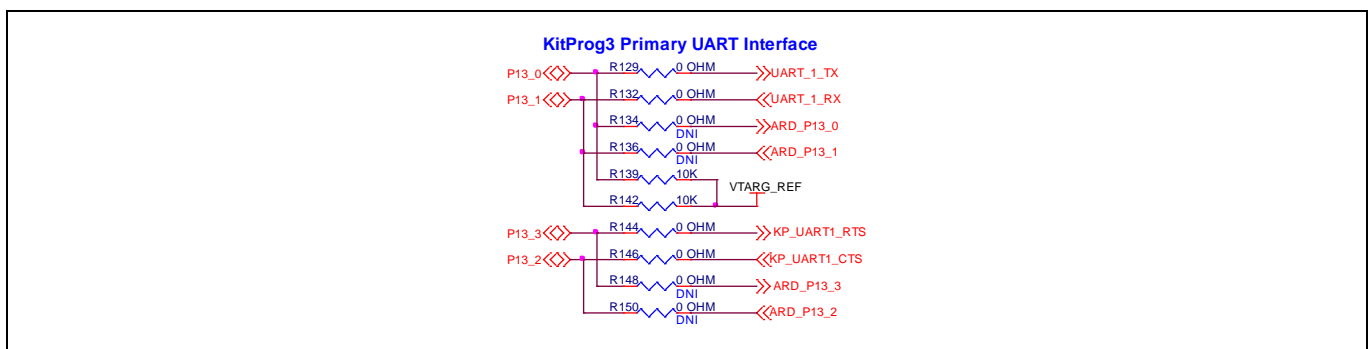 KitProg3 Primary UART Interface
P13_0 R129 0 OHM UART_1_TX
P13_1 R132 0 OHM UART_1_RX
R134 0 OHM ARD_P13_0
DNI
R136 0 OHM ARD_P13_1
DNI
R139 10K
VTARG_REF
R142 10K
P13_3 R144 0 OHM KP_UART1_RTS
P13_2 R146 0 OHM KP_UART1_CTS
R148 0 OHM ARD_P13_3
DNI
R150 0 OHM ARD_P13_2
DNI